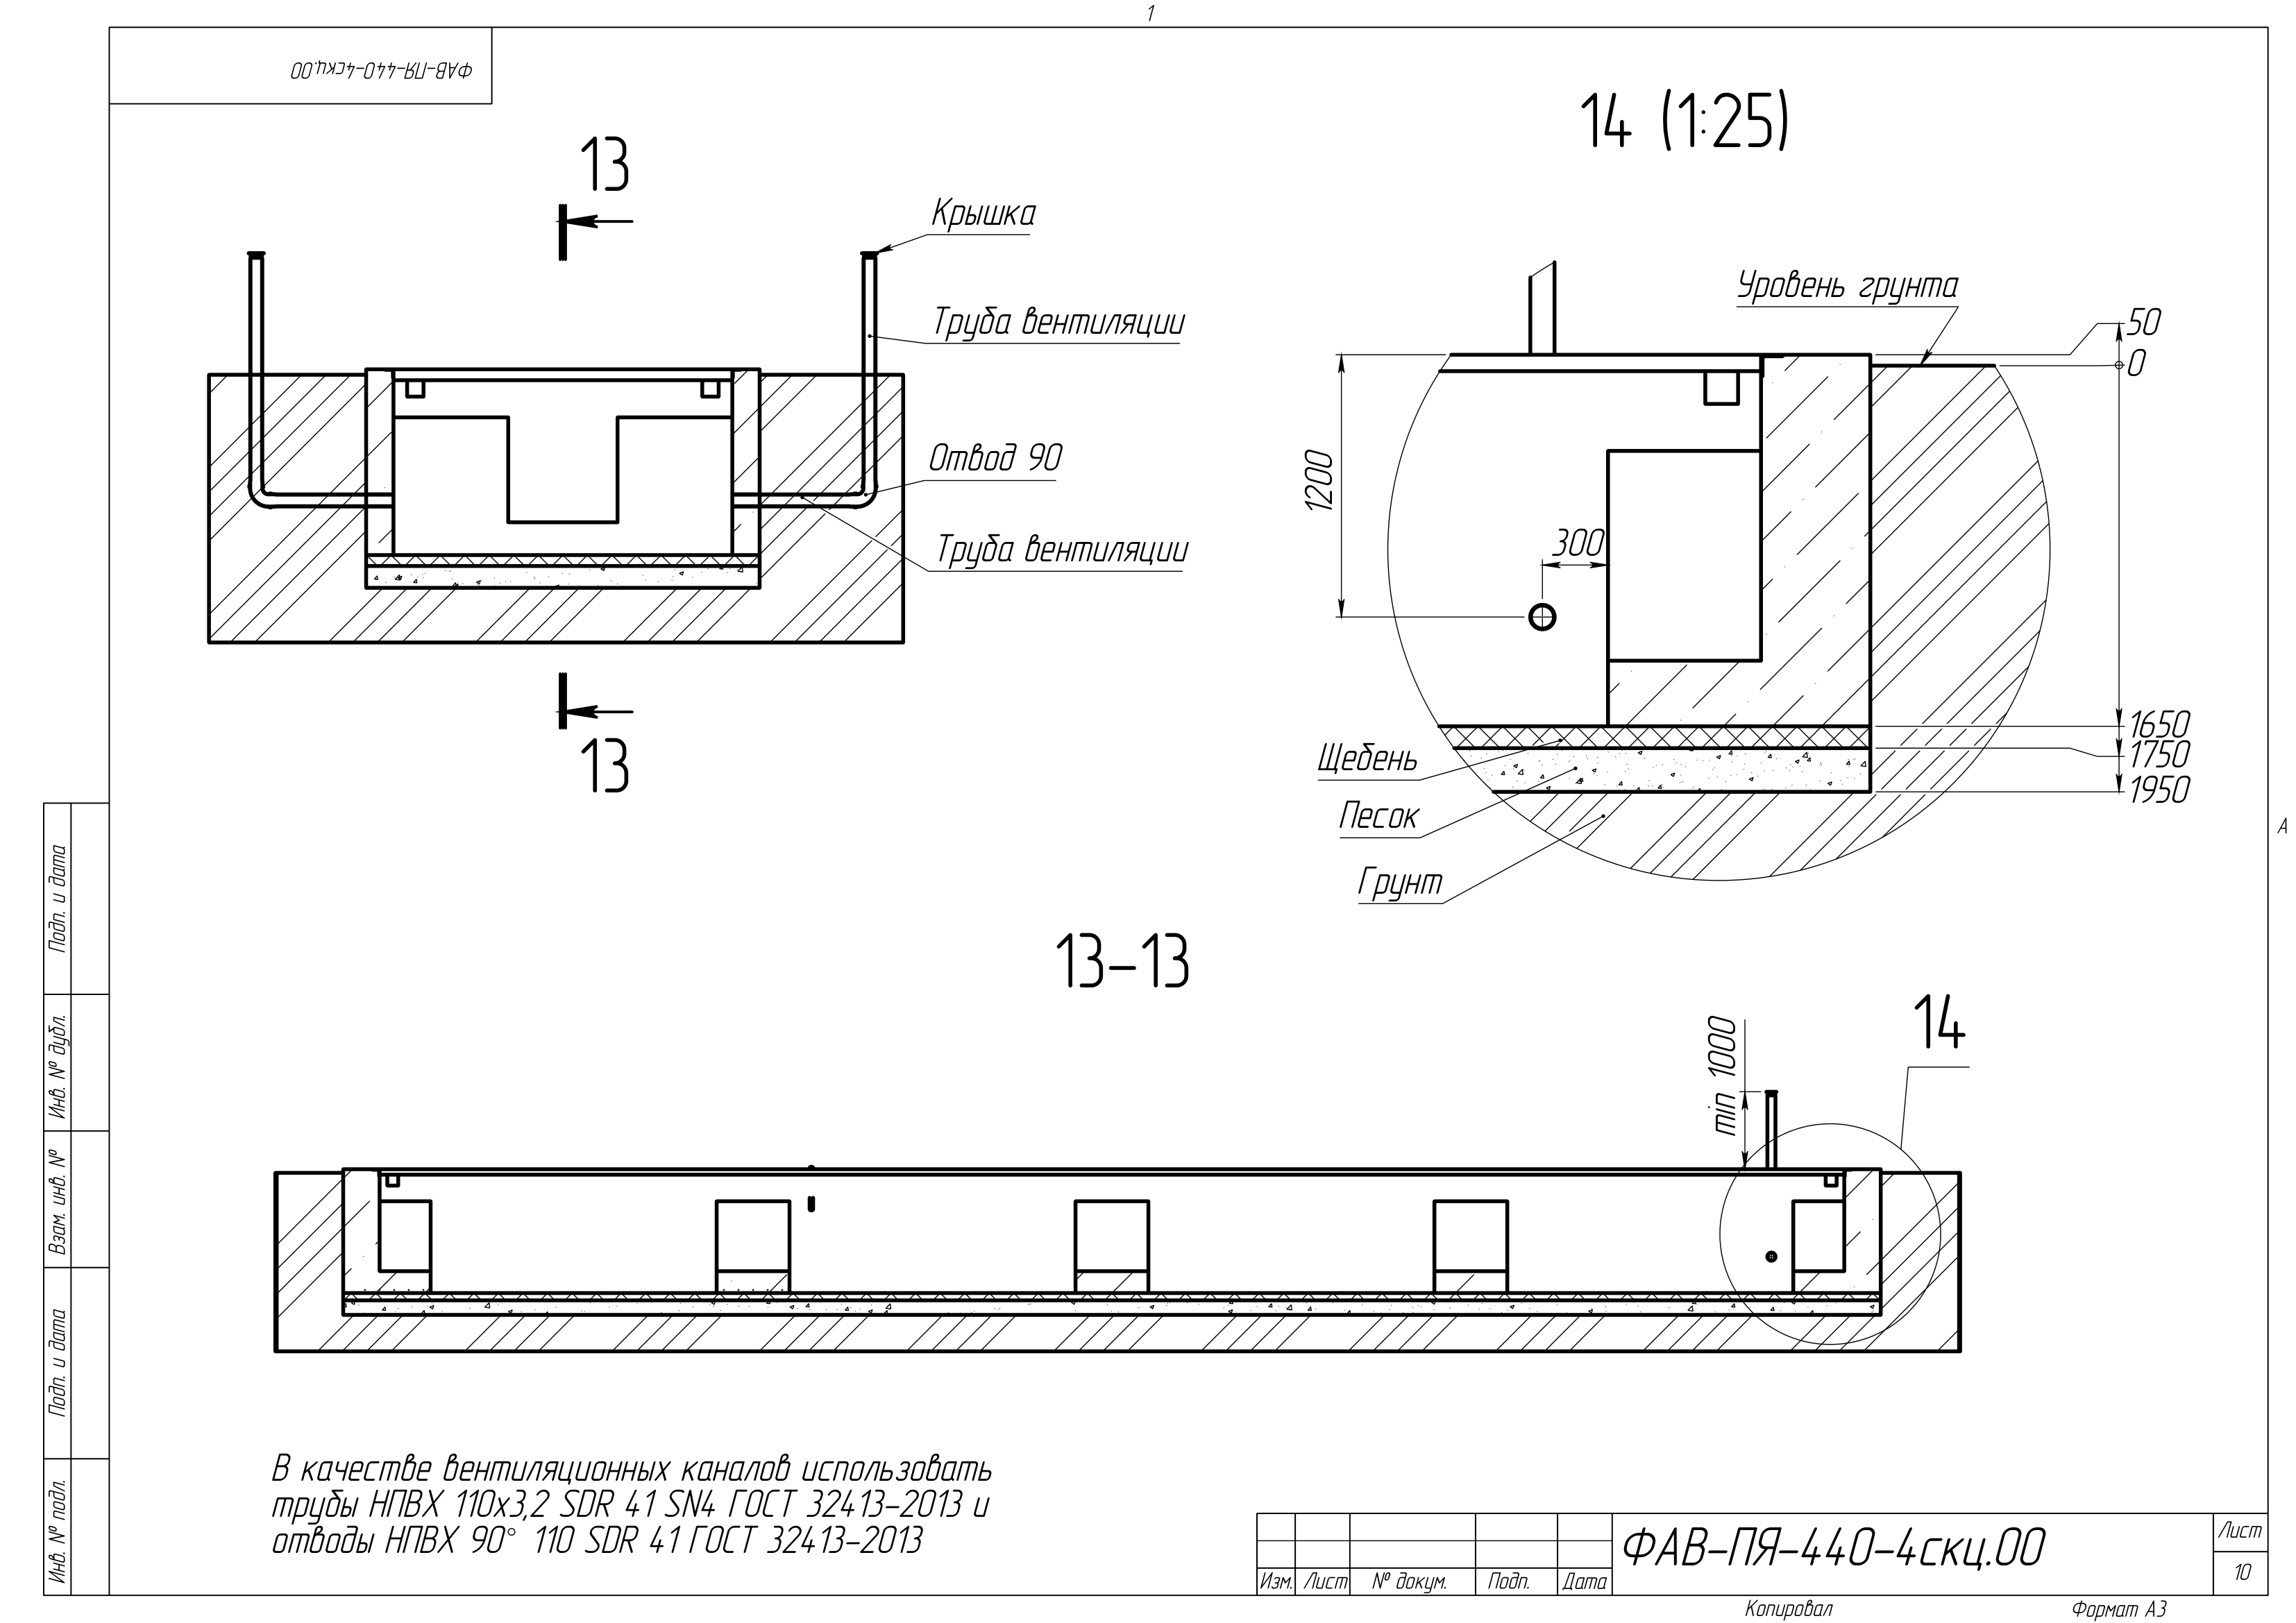 1
ФАВ-ПЯ-440-4скц.00
14 (1:25)
13
Крышка
Труба вентиляции
Отвод 90
Труба вентиляции
13
Уровень грунта
50
0
1200
300
1650
1750
1950
Щебень
Песок
Грунт
А
13-13
min 1000
14
Подп. и дата
Инв. № дубл.
Взам. инв. №
Подп. и дата
Инв. № подл.
В качестве вентиляционных каналов использовать
трубы НПВХ 110х3,2 SDR 41 SN4 ГОСТ 32413-2013 и
отводы НПВХ 90° 110 SDR 41 ГОСТ 32413-2013
Изм. Лист № докум. Подп. Дата
ФАВ-ПЯ-440-4скц.00
Лист
10
Копировал Формат А3